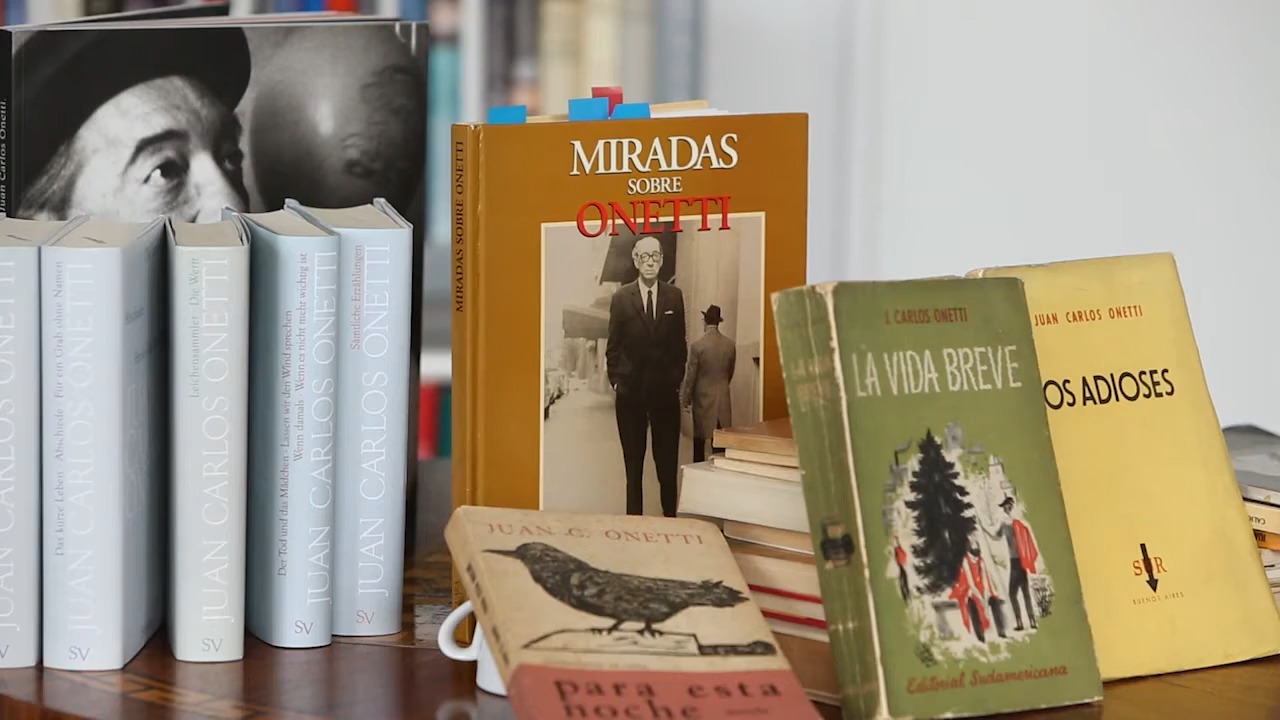 Juan Carlos Onetti.
JUAN CARLOS ONETTI
SV
Das kurze Leben · Abschiede · Für ein Grab ohne Namen
JUAN CARLOS ONETTI
SV
Leichensammler · Die Werft
JUAN CARLOS ONETTI
SV
Der Tod und das Mädchen · Lassen wir den Wind sprechen
Wenn damals · Wenn es nicht mehr wichtig ist
JUAN CARLOS ONETTI
SV
Sämtliche Erzählungen
JUAN CARLOS ONETTI
SV
MIRADAS SOBRE ONETTI
MIRADAS
SOBRE
ONETTI
JUAN C. ONETTI
para esta
noche
J. CARLOS ONETTI
LA VIDA BREVE
Editorial Sudamericana
JUAN CARLOS ONETTI
OS ADIOSES
SUR
BUENOS AIRES